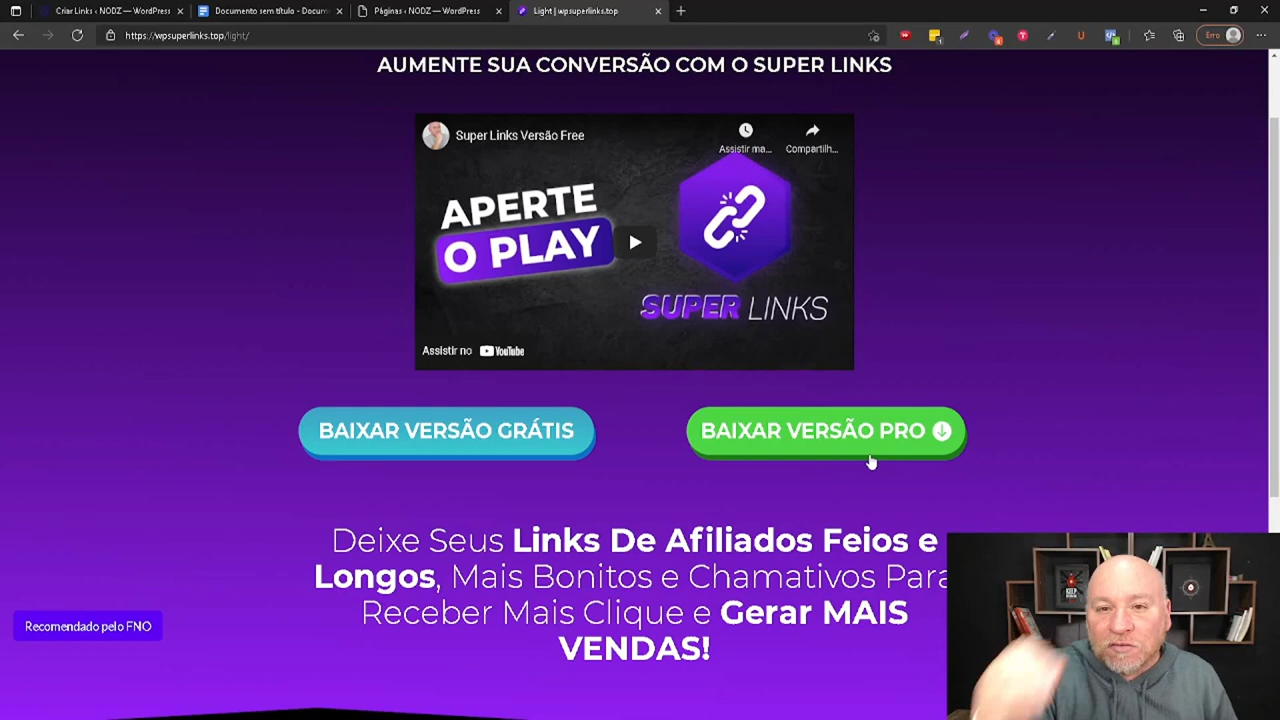 Criar Links ‹ NODZ — WordPress
Documento sem título - Docum
Páginas ‹ NODZ — WordPress
Light | wpsuperlinks.top
https://wpsuperlinks.top/light/
Erro
AUMENTE SUA CONVERSÃO COM O SUPER LINKS
Super Links Versão Free
Assistir ma...
Compartilh...
APERTE
O PLAY
SUPER LINKS
Assistir no YouTube
BAIXAR VERSÃO GRÁTIS
BAIXAR VERSÃO PRO
Deixe Seus Links De Afiliados Feios e
Longos, Mais Bonitos e Chamativos Para
Receber Mais Clique e Gerar MAIS
VENDAS!
Recomendado pelo FNO